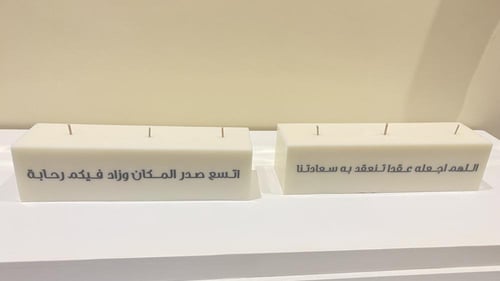 اتسع صدر المكان وزاد فيكم رحابة
اللهم اجعله عقدا تنعقد به سعادتنا